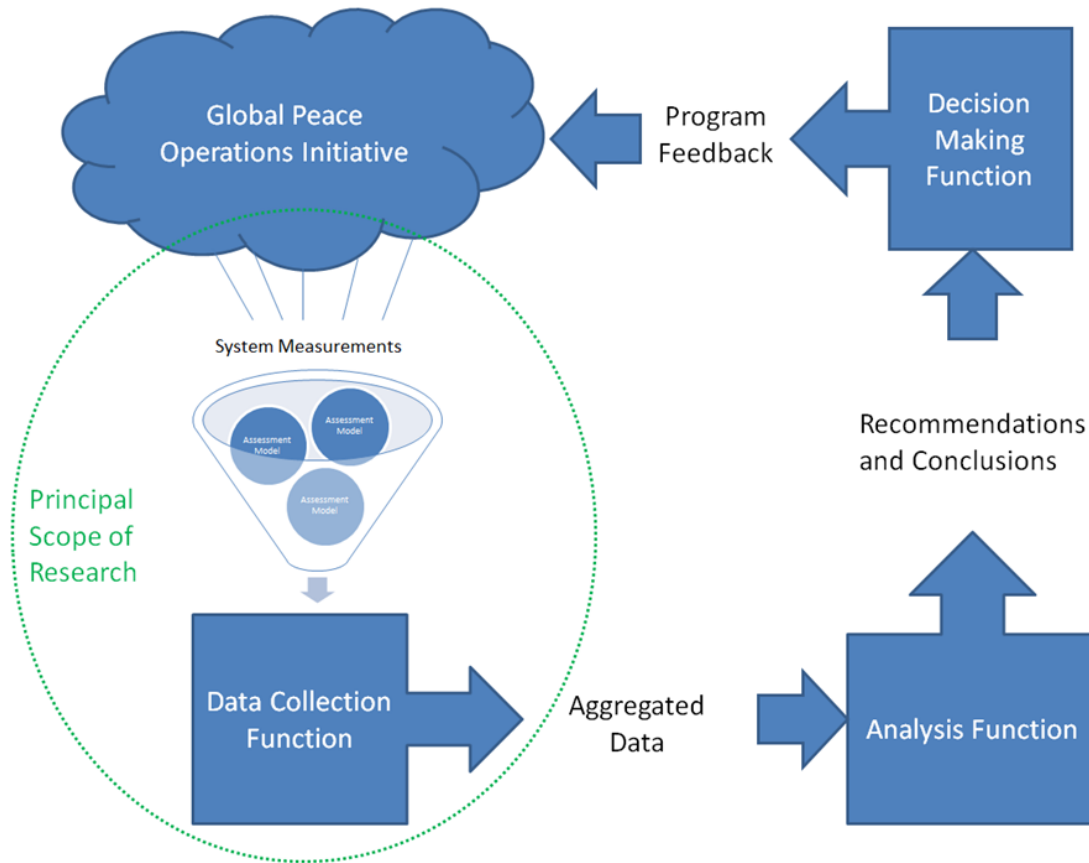 Global Peace
Operations Initiative
Program
Feedback
Decision
Making
Function
System Measurements
Assessment
Model
Assessment
Model
Assessment
Model
Principal
Scope of
Research
Recommendations
and Conclusions
Data Collection
Function
Aggregated
Data
Analysis Function